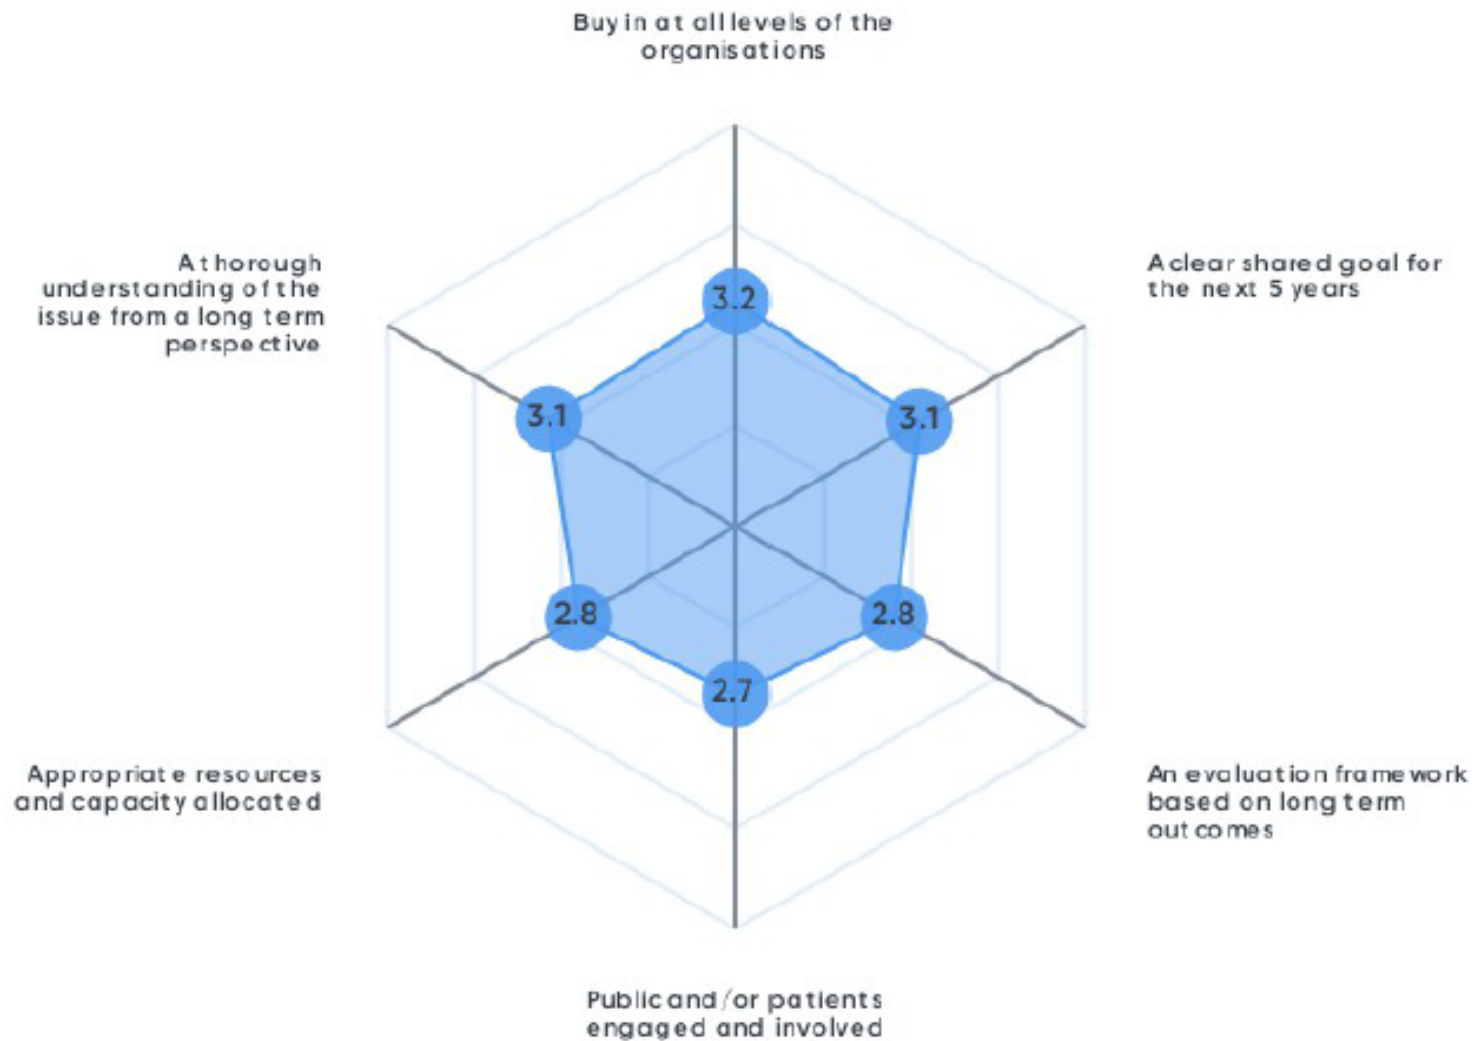 Buy in at all levels of the
organisations
A thorough
understanding of the
issue from a long term
perspective
A clear shared goal for
the next 5 years
3.2
3.1
3.1
2.8
2.8
2.7
Appropriate resources
and capacity allocated
An evaluation framework
based on long term
outcomes
Public and/or patients
engaged and involved